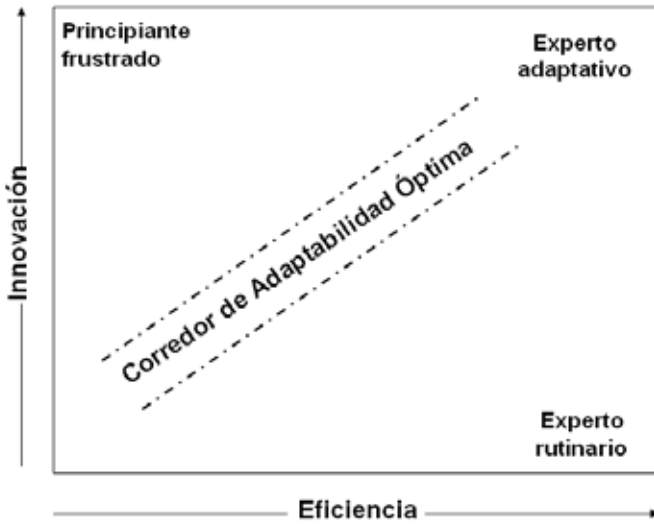 Principiante
frustrado
Experto
adaptativo
Innovación
Corredor de Adaptabilidad Óptima
Experto
rutinario
Eficiencia